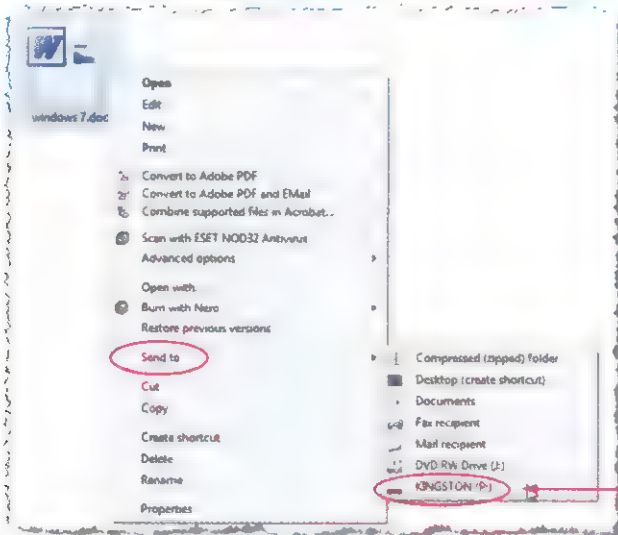 windows 7.doc
Open
Edit
New
Print
Convert to Adobe PDF
Convert to Adobe PDF and EMail
Combine supported files in Acrobat...
Scan with ESET NOD32 Antivirus
Advanced options
Open with
Burn with Nero
Restore previous versions
Send to
Cut
Copy
Create shortcut
Delete
Rename
Properties
Compressed (zipped) folder
Desktop (create shortcut)
Documents
Fax recipient
Mail recipient
DVD RW Drive (J:)
KINGSTON (P:)